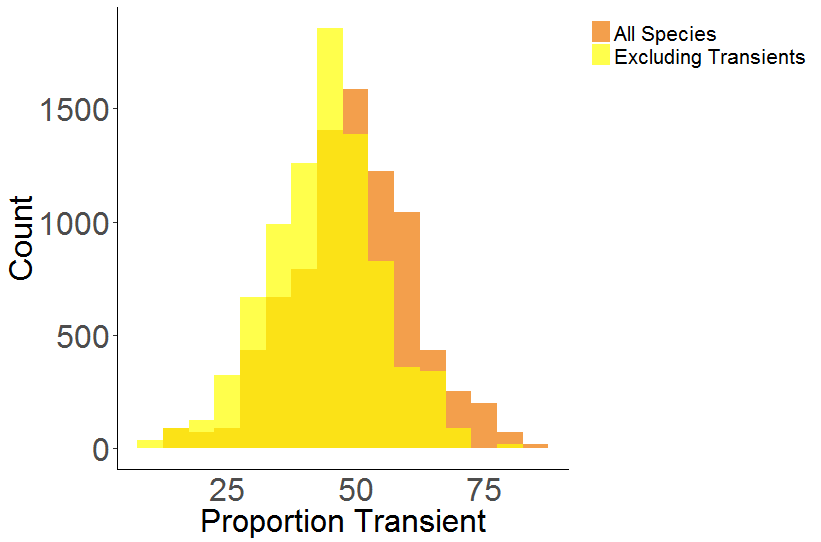 All Species
Excluding Transients
1500
1000
500
0
Count
25 50 75
Proportion Transient